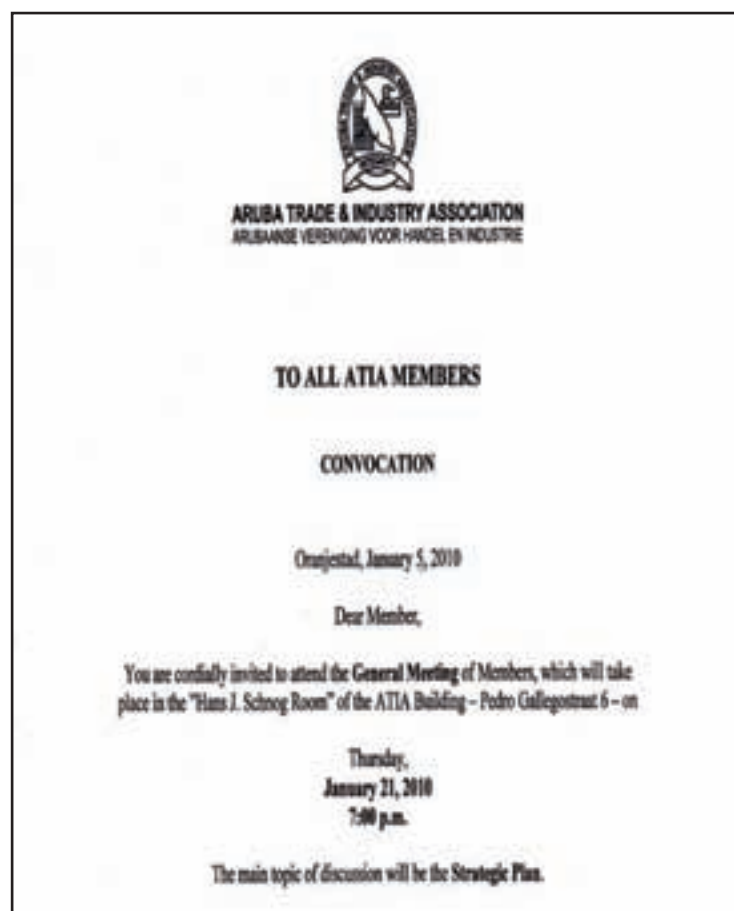 ARUBA TRADE & INDUSTRY ASSOCIATION
ARUBAANSE VERENIGING VOOR HANDEL EN INDUSTRIE
TO ALL ATIA MEMBERS
CONVOCATION
Oranjestad, January 5, 2010
Dear Member,
You are cordially invited to attend the General Meeting of Members, which will take
place in the "Hans J. Schnog Room" of the ATIA Building – Pedro Gallegostraat 6 – on
Thursday,
January 21, 2010
7:00 p.m.
The main topic of discussion will be the Strategic Plan.